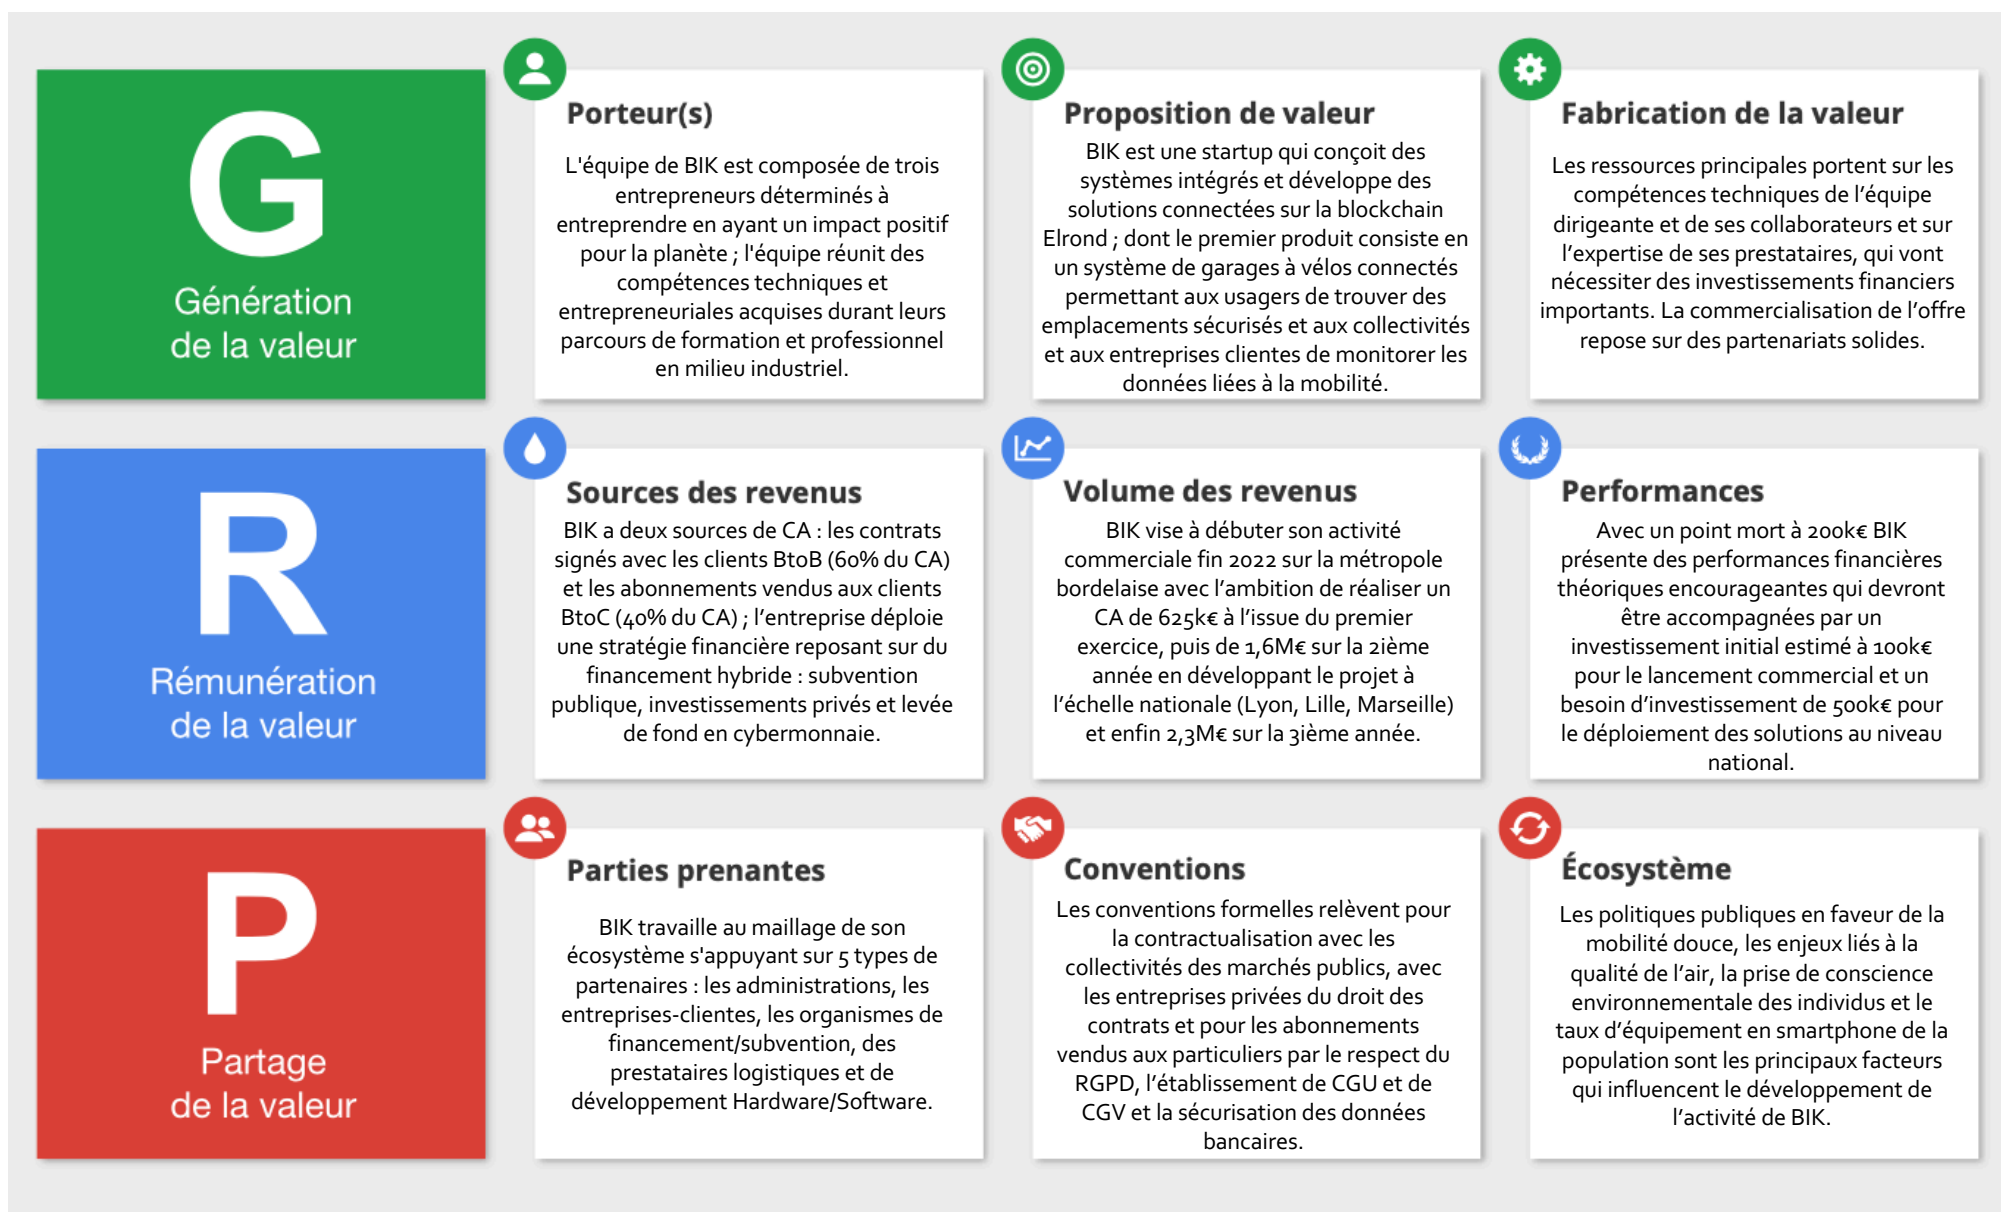 G
Génération
de la valeur
Porteur(s)
L'équipe de BIK est composée de trois
entrepreneurs déterminés à
entreprendre en ayant un impact positif
pour la planète ; l'équipe réunit des
compétences techniques et
entrepreneuriales acquises durant leurs
parcours de formation et professionnel
en milieu industriel.
Proposition de valeur
BIK est une startup qui conçoit des
systèmes intégrés et développe des
solutions connectées sur la blockchain
Elrond ; dont le premier produit consiste en
un système de garages à vélos connectés
permettant aux usagers de trouver des
emplacements sécurisés et aux collectivités
et aux entreprises clientes de monitorer les
données liées à la mobilité.
Fabrication de la valeur
Les ressources principales portent sur les
compétences techniques de l’équipe
dirigeante et de ses collaborateurs et sur
l’expertise de ses prestataires, qui vont
nécessiter des investissements financiers
importants. La commercialisation de l’offre
repose sur des partenariats solides.
R
Rémunération
de la valeur
Sources des revenus
BIK a deux sources de CA : les contrats
signés avec les clients BtoB (60% du CA)
et les abonnements vendus aux clients
BtoC (40% du CA) ; l’entreprise déploie
une stratégie financière reposant sur du
financement hybride : subvention
publique, investissements privés et levée
de fond en cybermonnaie.
Volume des revenus
BIK vise à débuter son activité
commerciale fin 2022 sur la métropole
bordelaise avec l’ambition de réaliser un
CA de 625k€ à l’issue du premier
exercice, puis de 1,6M€ sur la 2ième
année en développant le projet à
l’échelle nationale (Lyon, Lille, Marseille)
et enfin 2,3M€ sur la 3ième année.
Performances
Avec un point mort à 200k€ BIK
présente des performances financières
théoriques encourageantes qui devront
être accompagnées par un
investissement initial estimé à 100k€
pour le lancement commercial et un
besoin d’investissement de 500k€ pour
le déploiement des solutions au niveau
national.
P
Partage
de la valeur
Parties prenantes
BIK travaille au maillage de son
écosystème s'appuyant sur 5 types de
partenaires : les administrations, les
entreprises-clientes, les organismes de
financement/subvention, des
prestataires logistiques et de
développement Hardware/Software.
Conventions
Les conventions formelles relèvent pour
la contractualisation avec les
collectivités des marchés publics, avec
les entreprises privées du droit des
contrats et pour les abonnements
vendus aux particuliers par le respect du
RGPD, l’établissement de CGU et de
CGV et la sécurisation des données
bancaires.
Écosystème
Les politiques publiques en faveur de la
mobilité douce, les enjeux liés à la
qualité de l’air, la prise de conscience
environnementale des individus et le
taux d’équipement en smartphone de la
population sont les principaux facteurs
qui influencent le développement de
l’activité de BIK.